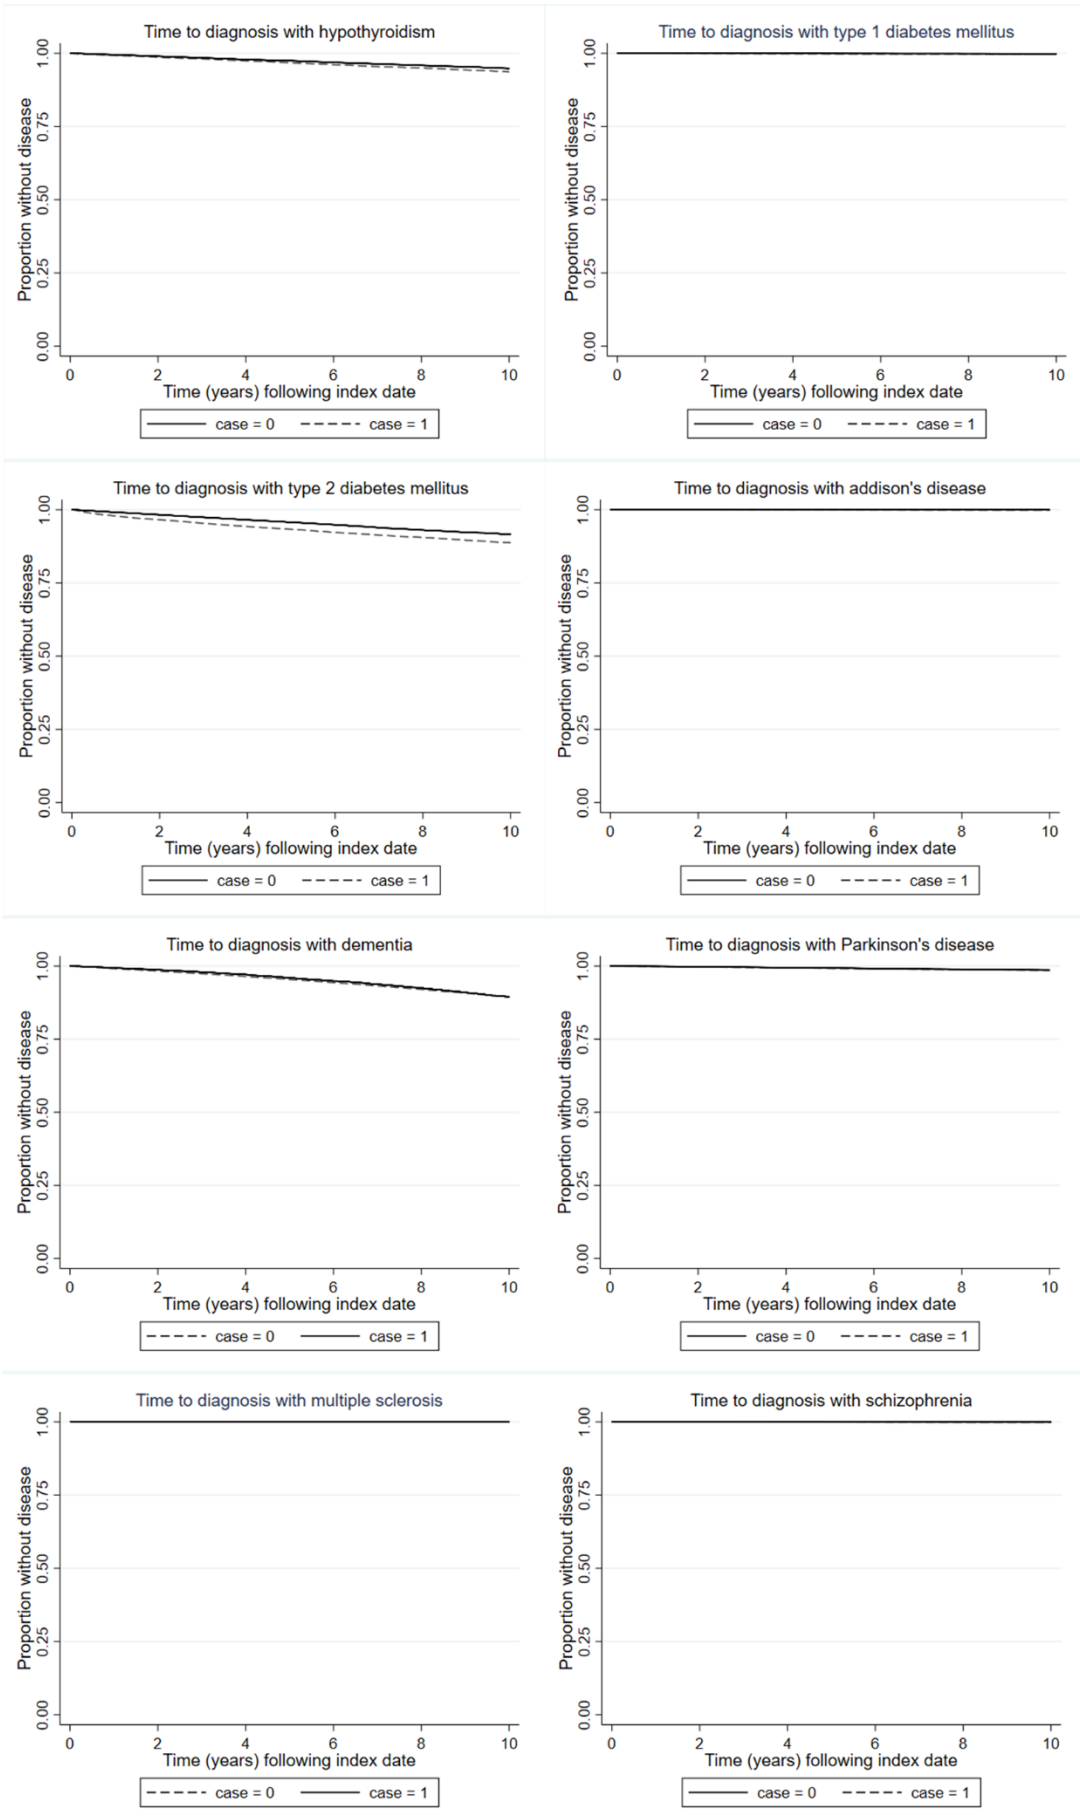 Time to diagnosis with hypothyroidism
Proportion without disease
1.00
0.75
0.50
0.25
0.00
0 2 4 6 8 10
Time (years) following index date
case = 0 case = 1
Time to diagnosis with type 1 diabetes mellitus
Proportion without disease
1.00
0.75
0.50
0.25
0.00
0 2 4 6 8 10
Time (years) following index date
case = 0 case = 1
Time to diagnosis with type 2 diabetes mellitus
Proportion without disease
1.00
0.75
0.50
0.25
0.00
0 2 4 6 8 10
Time (years) following index date
case = 0 case = 1
Time to diagnosis with addison's disease
Proportion without disease
1.00
0.75
0.50
0.25
0.00
0 2 4 6 8 10
Time (years) following index date
case = 0 case = 1
Time to diagnosis with dementia
Proportion without disease
1.00
0.75
0.50
0.25
0.00
0 2 4 6 8 10
Time (years) following index date
case = 0 case = 1
Time to diagnosis with Parkinson's disease
Proportion without disease
1.00
0.75
0.50
0.25
0.00
0 2 4 6 8 10
Time (years) following index date
case = 0 case = 1
Time to diagnosis with multiple sclerosis
Proportion without disease
1.00
0.75
0.50
0.25
0.00
0 2 4 6 8 10
Time (years) following index date
case = 0 case = 1
Time to diagnosis with schizophrenia
Proportion without disease
1.00
0.75
0.50
0.25
0.00
0 2 4 6 8 10
Time (years) following index date
case = 0 case = 1